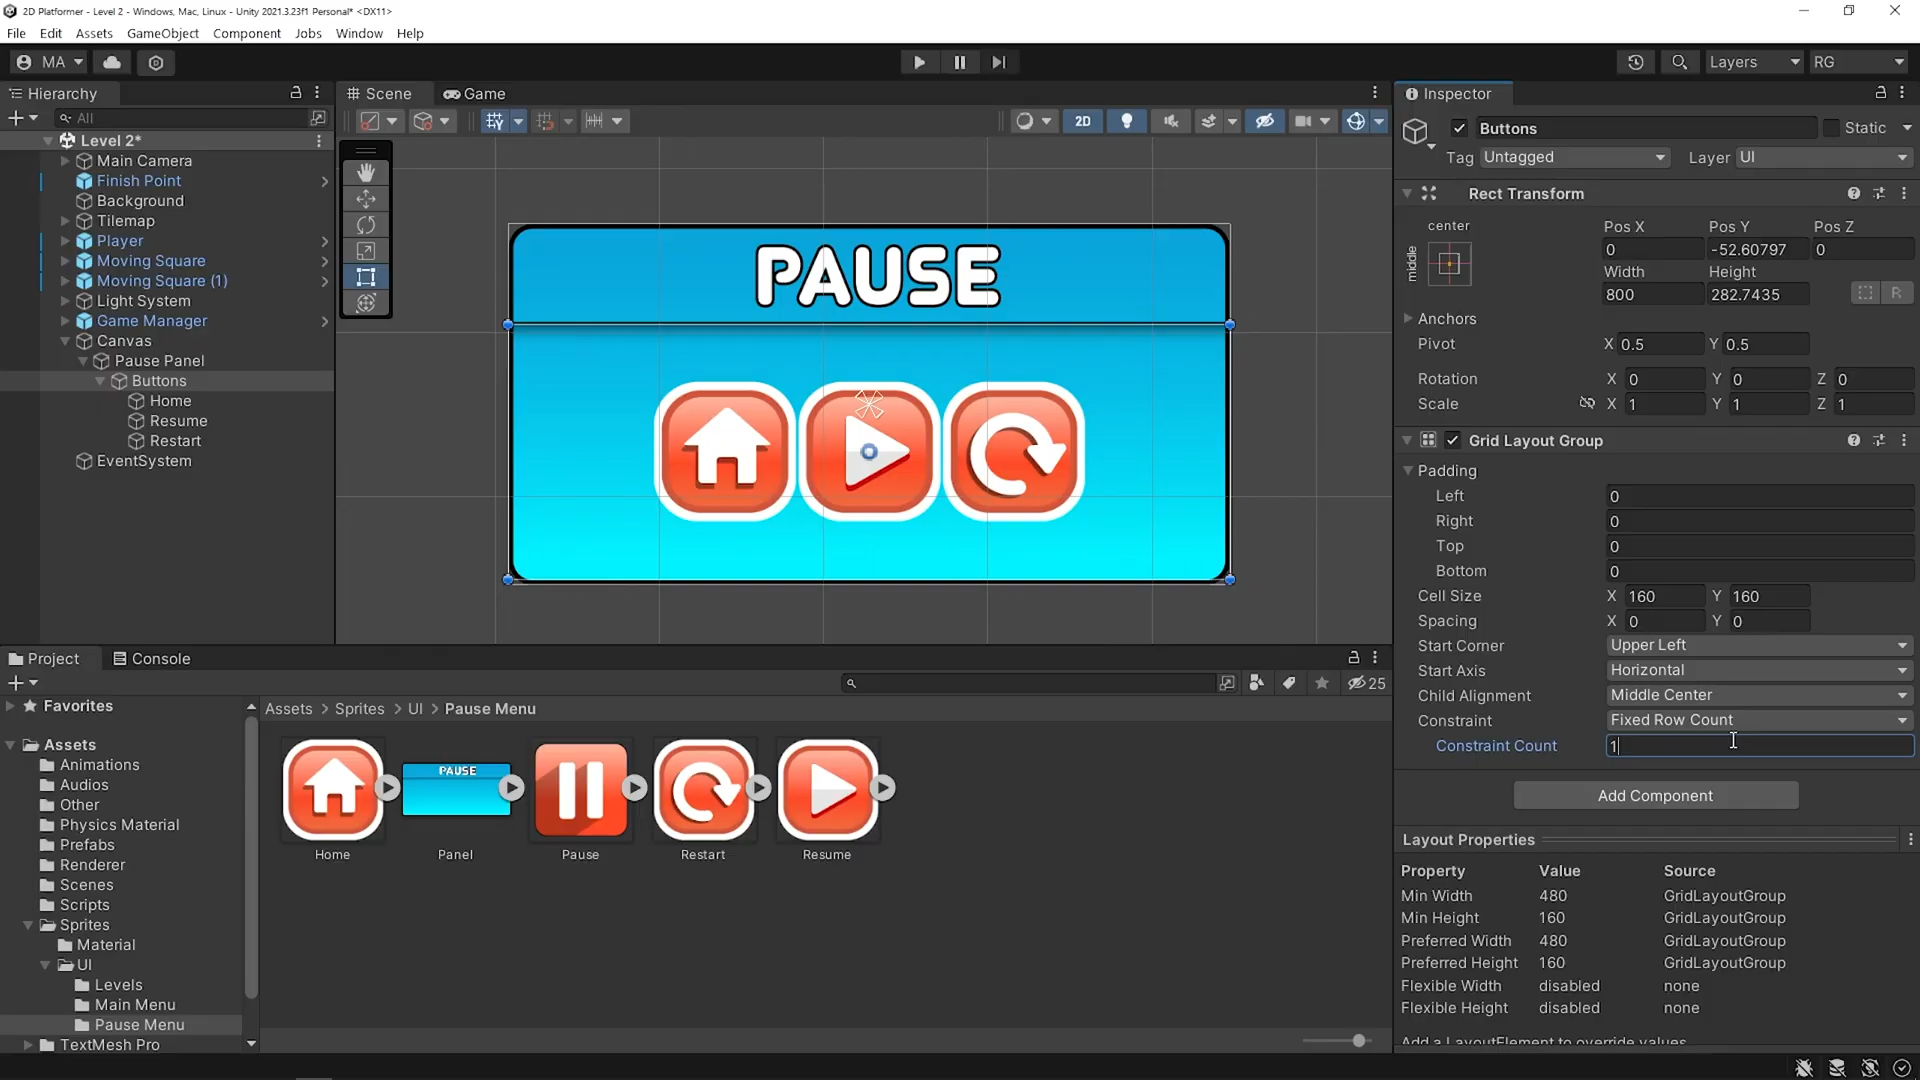 2D Platformer - Level 2 - Windows, Mac, Linux - Unity 2021.3.23f1 Personal* <DX11>
File Edit Assets GameObject Component Jobs Window Help
MA
Layers RG
Hierarchy
All
Level 2*
Main Camera
Finish Point
Background
Tilemap
Player
Moving Square
Moving Square (1)
Light System
Game Manager
Canvas
Pause Panel
Buttons
Home
Resume
Restart
EventSystem
Scene Game
2D
PAUSE
Inspector
Buttons Static
Tag Untagged Layer UI
Rect Transform
center
middle
Pos X Pos Y Pos Z
0 -52.60797 0
Width Height
800 282.7435
R
Anchors
Pivot X 0.5 Y 0.5
Rotation X 0 Y 0 Z 0
Scale X 1 Y 1 Z 1
Grid Layout Group
Padding
Left 0
Right 0
Top 0
Bottom 0
Cell Size X 160 Y 160
Spacing X 0 Y 0
Start Corner Upper Left
Start Axis Horizontal
Child Alignment Middle Center
Constraint Fixed Row Count
Constraint Count 1
Add Component
Layout Properties
Property Value Source
Min Width 480 GridLayoutGroup
Min Height 160 GridLayoutGroup
Preferred Width 480 GridLayoutGroup
Preferred Height 160 GridLayoutGroup
Flexible Width disabled none
Flexible Height disabled none
Add a LayoutElement to override values
Project Console
25
Favorites
Assets
Animations
Audios
Other
Physics Material
Prefabs
Renderer
Scenes
Scripts
Sprites
Material
UI
Levels
Main Menu
Pause Menu
TextMesh Pro
Assets > Sprites > UI > Pause Menu
PAUSE
Home Panel Pause Restart Resume